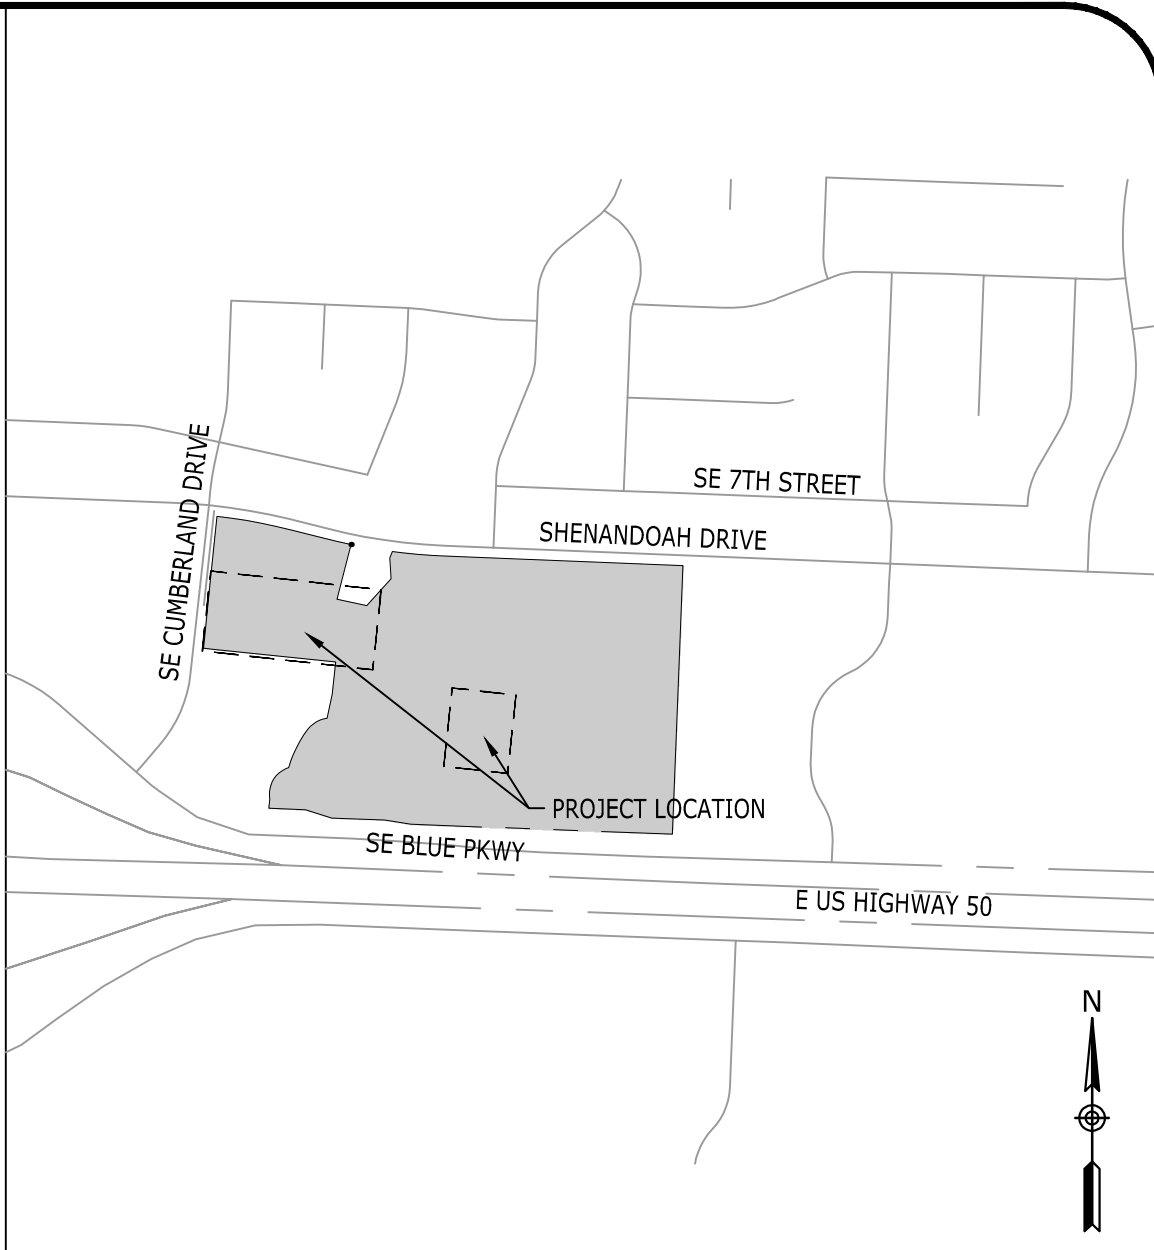 SE CUMBERLAND DRIVE
SE 7TH STREET
SHENANDOAH DRIVE
PROJECT LOCATION
SE BLUE PKWY
E US HIGHWAY 50
N